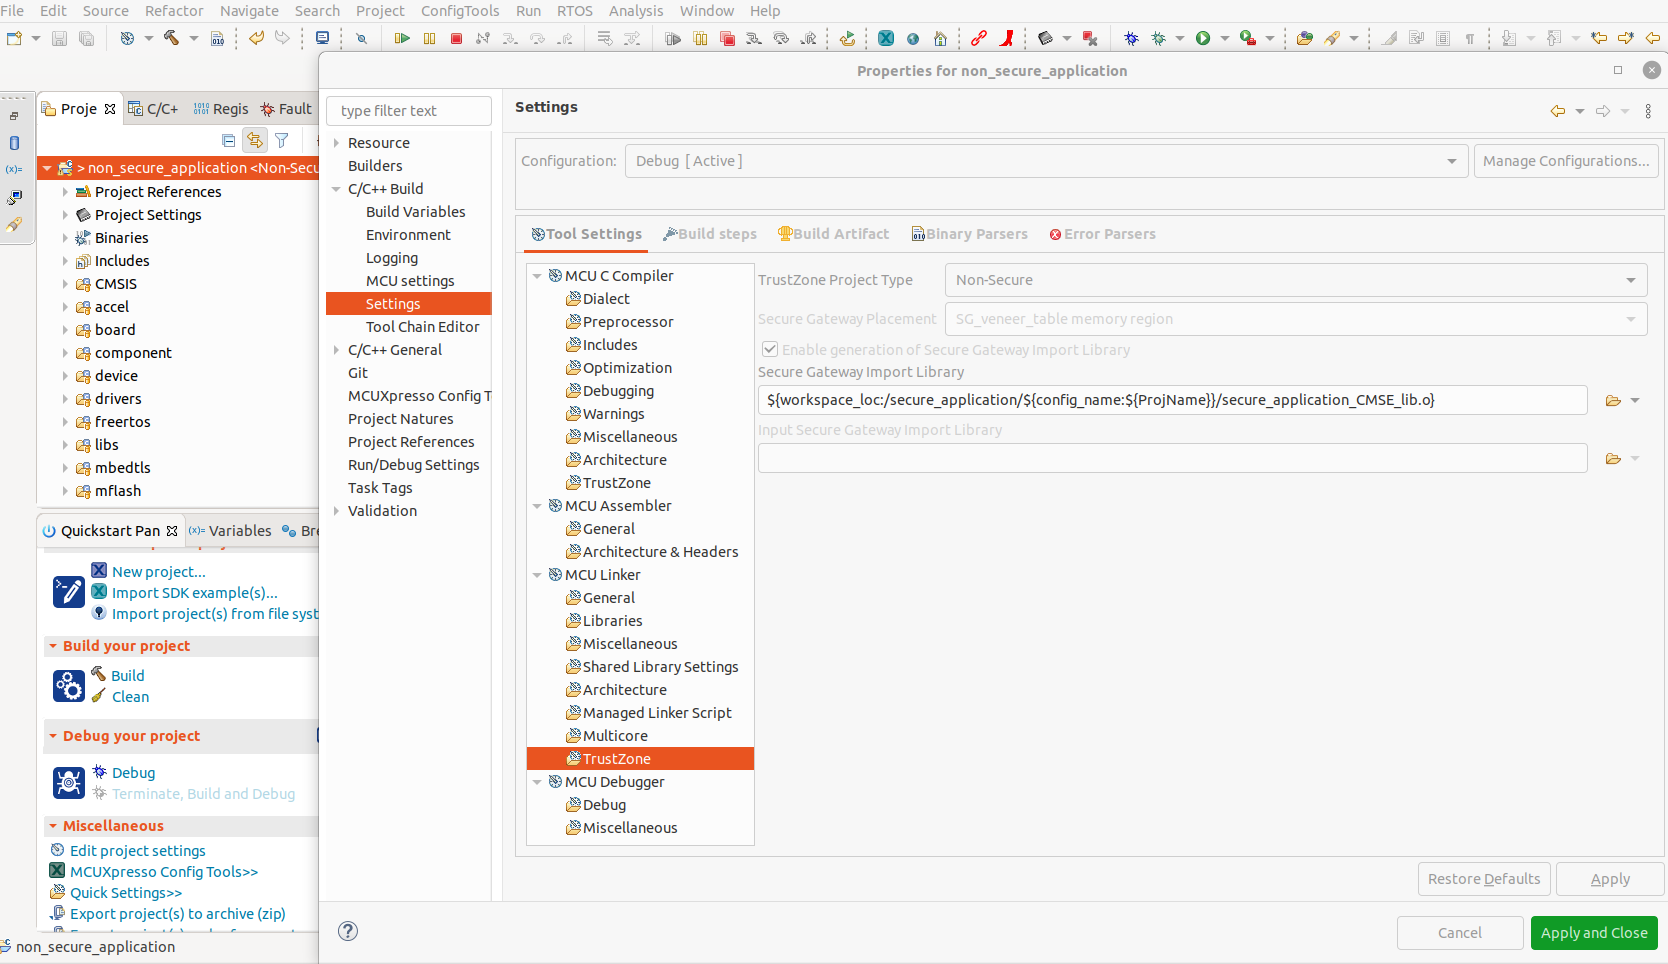 File Edit Source Refactor Navigate Search Project ConfigTools Run RTOS Analysis Window Help
Properties for non_secure_application
Proje C/C+ Regis Fault
> non_secure_application <Non-Secu
Project References
Project Settings
Binaries
Includes
CMSIS
accel
board
component
device
drivers
freertos
libs
mbedtls
mflash
Quickstart Pan (x)= Variables Bre
New project...
Import SDK example(s)...
Import project(s) from file syst
Build your project
Build
Clean
Debug your project
Debug
Terminate, Build and Debug
Miscellaneous
Edit project settings
MCUXpresso Config Tools>>
Quick Settings>>
Export project(s) to archive (zip)
non_secure_application
type filter text
Resource
Builders
C/C++ Build
Build Variables
Environment
Logging
MCU settings
Settings
Tool Chain Editor
C/C++ General
Git
MCUXpresso Config T
Project Natures
Project References
Run/Debug Settings
Task Tags
Validation
Settings
Configuration: Debug [Active] Manage Configurations...
Tool Settings Build steps Build Artifact Binary Parsers Error Parsers
MCU C Compiler
Dialect
Preprocessor
Includes
Optimization
Debugging
Warnings
Miscellaneous
Architecture
TrustZone
MCU Assembler
General
Architecture & Headers
MCU Linker
General
Libraries
Miscellaneous
Shared Library Settings
Architecture
Managed Linker Script
Multicore
TrustZone
MCU Debugger
Debug
Miscellaneous
TrustZone Project Type Non-Secure
Secure Gateway Placement SG_veneer_table memory region
Enable generation of Secure Gateway Import Library
Secure Gateway Import Library
${workspace_loc:/secure_application/${config_name:${ProjName}}/secure_application_CMSE_lib.o}
Input Secure Gateway Import Library
Restore Defaults Apply
Cancel Apply and Close